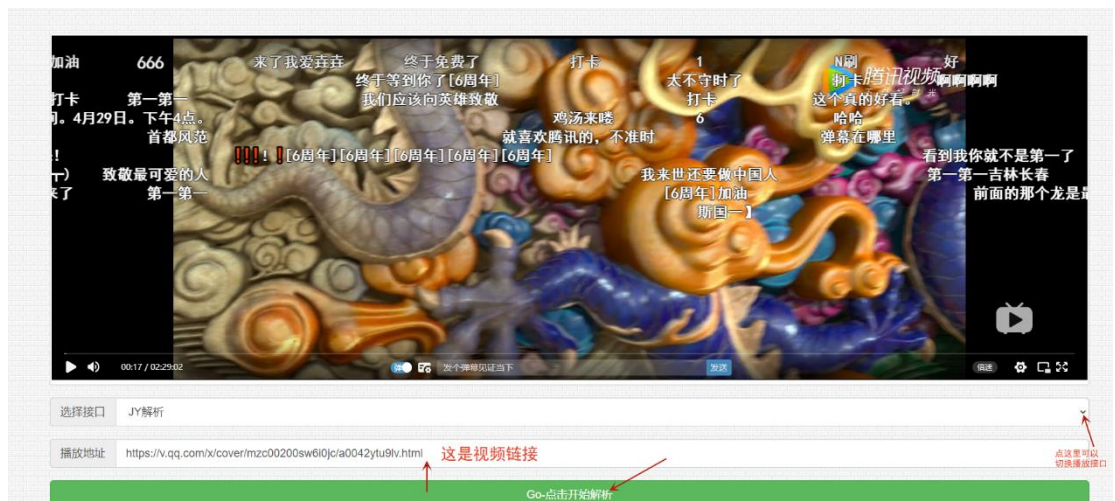 加油 666 来了我爱垚垚 终于免费了 打卡 1 N刷 好
终于等到你了[6周年] 太不守时了 打卡 啊啊啊啊
腾讯视频
打卡 第一第一 我们应该向英雄致敬 打卡 这个真的好看。
。4月29日。下午4点。 鸡汤来喽 6 哈哈
首都风范 就喜欢腾讯的，不准时 弹幕在哪里
！！！！！[6周年][6周年][6周年][6周年][6周年] 看到我你就不是第一了
致敬最可爱的人 我来世还要做中国人 第一第一吉林长春
来了 第一第一 [6周年]加油 前面的那个龙是
斯国一】
00:17 / 02:29:02 弹 发个弹幕见证当下 发送 倍速
选择接口 JY解析
播放地址 https://v.qq.com/x/cover/mzc00200sw6l0jc/a0042ytu9lv.html 这是视频链接
点这里可以
切换播放接口
Go-点击开始解析